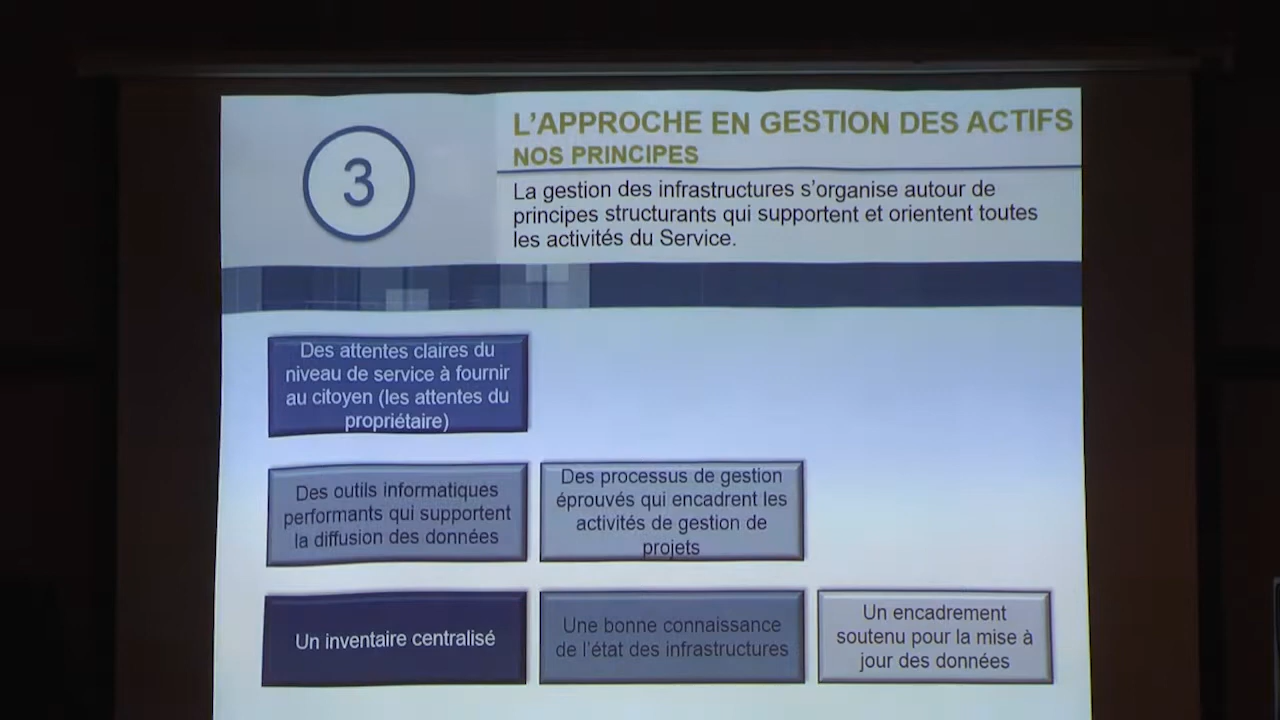 3
L'APPROCHE EN GESTION DES ACTIFS
NOS PRINCIPES
La gestion des infrastructures s'organise autour de
principes structurants qui supportent et orientent toutes
les activités du Service.
Des attentes claires du
niveau de service à fournir
au citoyen (les attentes du
propriétaire)
Des outils informatiques
performants qui supportent
la diffusion des données
Des processus de gestion
éprouvés qui encadrent les
activités de gestion de
projets
Un inventaire centralisé
Une bonne connaissance
de l'état des infrastructures
Un encadrement
soutenu pour la mise à
jour des données